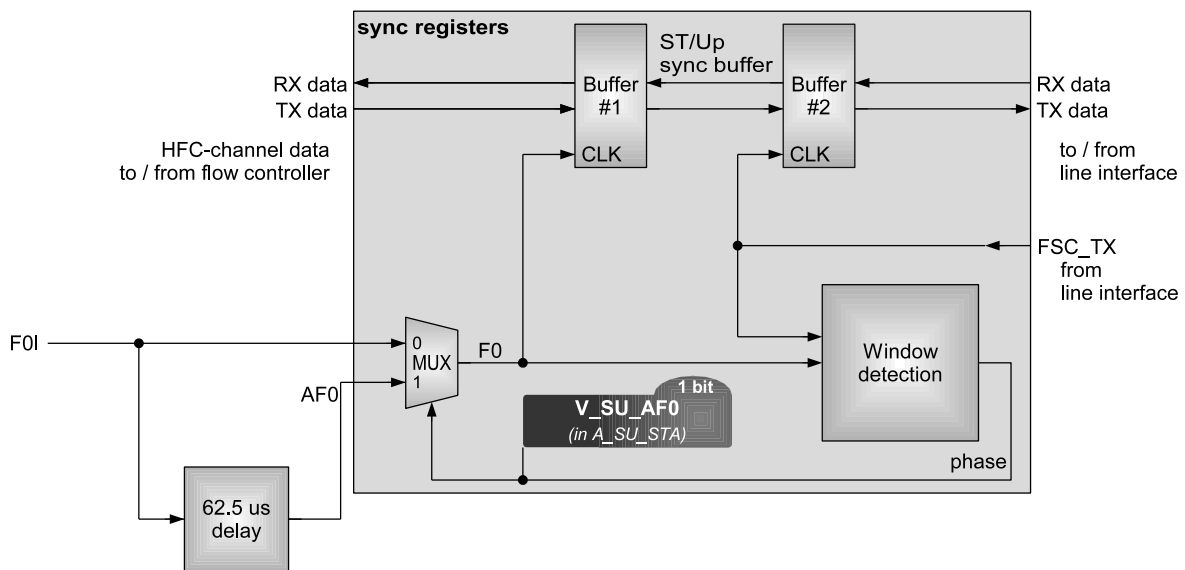 sync registers
ST/Up
sync buffer
RX data
TX data
Buffer
#1
CLK
Buffer
#2
CLK
RX data
TX data
HFC-channel data
to / from flow controller
to / from
line interface
FSC_TX
from
line interface
F0I
AF0
0
MUX
1
F0
Window
detection
1 bit
V_SU_AF0
(in A_SU_STA)
phase
62.5 us
delay